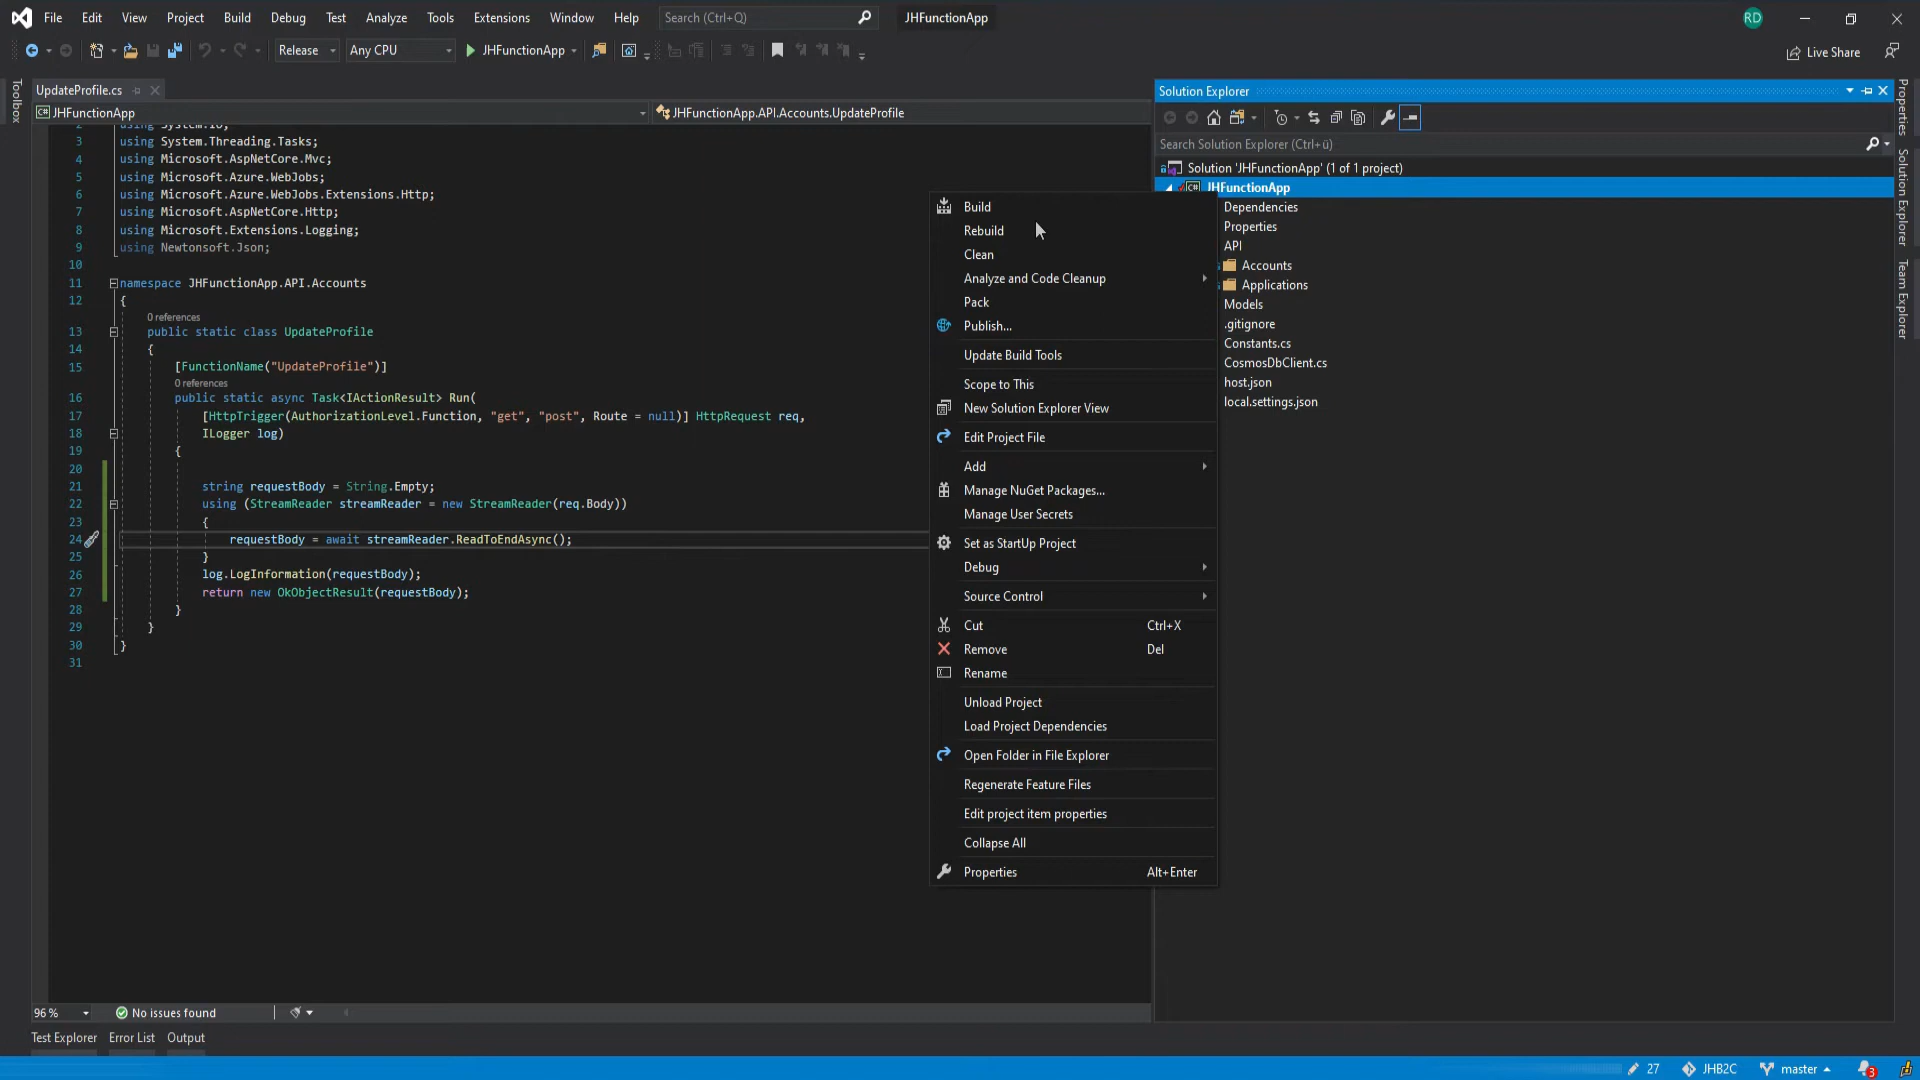 File Edit View Project Build Debug Test Analyze Tools Extensions Window Help Search (Ctrl+Q) JHFunctionApp RD
Release Any CPU JHFunctionApp Live Share
Toolbox
UpdateProfile.cs
JHFunctionApp JHFunctionApp.API.Accounts.UpdateProfile
2 using System.IO;
3 using System.Threading.Tasks;
4 using Microsoft.AspNetCore.Mvc;
5 using Microsoft.Azure.WebJobs;
6 using Microsoft.Azure.WebJobs.Extensions.Http;
7 using Microsoft.AspNetCore.Http;
8 using Microsoft.Extensions.Logging;
9 using Newtonsoft.Json;
10
11 namespace JHFunctionApp.API.Accounts
12 {
0 references
13 public static class UpdateProfile
14 {
15 [FunctionName("UpdateProfile")]
0 references
16 public static async Task<IActionResult> Run(
17 [HttpTrigger(AuthorizationLevel.Function, "get", "post", Route = null)] HttpRequest req,
18 ILogger log)
19 {
20
21 string requestBody = String.Empty;
22 using (StreamReader streamReader = new StreamReader(req.Body))
23 {
24 requestBody = await streamReader.ReadToEndAsync();
25 }
26 log.LogInformation(requestBody);
27 return new OkObjectResult(requestBody);
28 }
29 }
30 }
31
Build
Rebuild
Clean
Analyze and Code Cleanup
Pack
Publish...
Update Build Tools
Scope to This
New Solution Explorer View
Edit Project File
Add
Manage NuGet Packages...
Manage User Secrets
Set as StartUp Project
Debug
Source Control
Cut Ctrl+X
Remove Del
Rename
Unload Project
Load Project Dependencies
Open Folder in File Explorer
Regenerate Feature Files
Edit project item properties
Collapse All
Properties Alt+Enter
Solution Explorer
Search Solution Explorer (Ctrl+ü)
Solution 'JHFunctionApp' (1 of 1 project)
JHFunctionApp
Dependencies
Properties
API
Accounts
Applications
Models
.gitignore
Constants.cs
CosmosDbClient.cs
host.json
local.settings.json
Properties
Solution Explorer
Team Explorer
96 % No issues found
Test Explorer Error List Output
27 JHB2C master 3